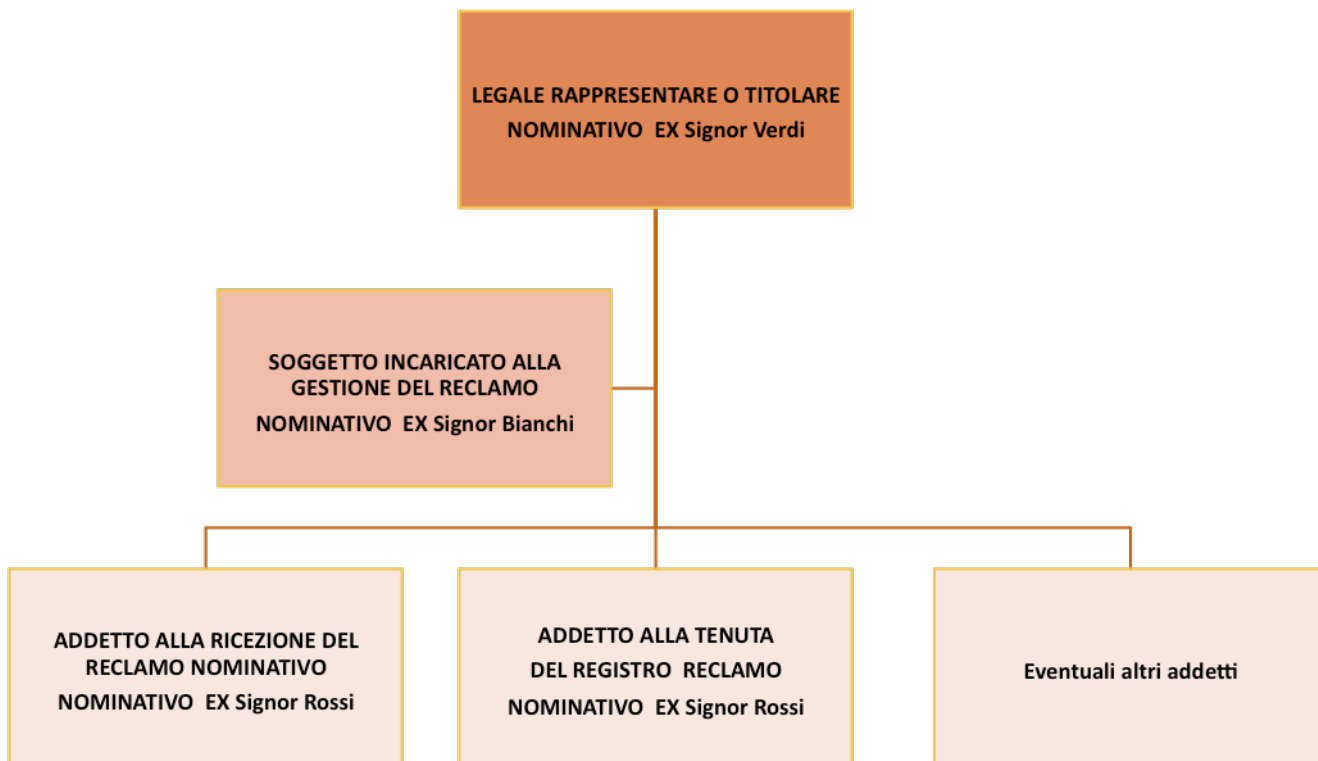 LEGALE RAPPRESENTARE O TITOLARE
NOMINATIVO EX Signor Verdi
SOGGETTO INCARICATO ALLA
GESTIONE DEL RECLAMO
NOMINATIVO EX Signor Bianchi
ADDETTO ALLA RICEZIONE DEL
RECLAMO NOMINATIVO
NOMINATIVO EX Signor Rossi
ADDETTO ALLA TENUTA
DEL REGISTRO RECLAMO
NOMINATIVO EX Signor Rossi
Eventuali altri addetti